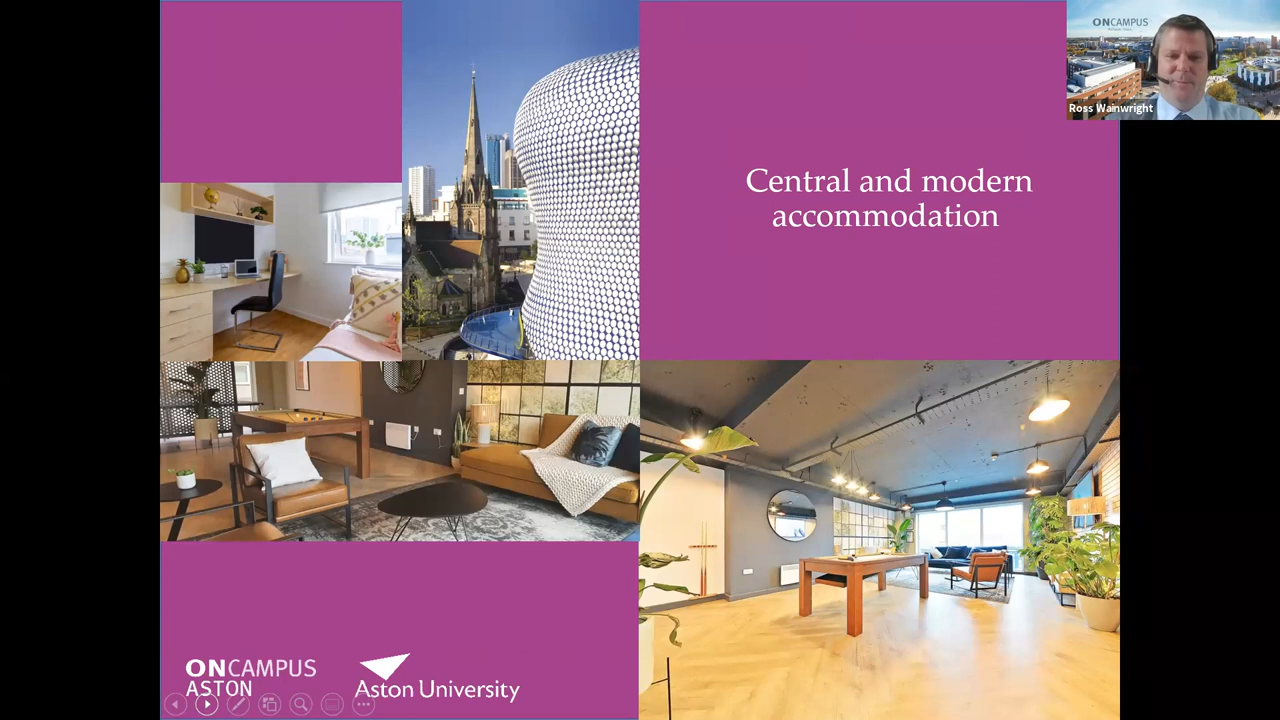 ONCAMPUS
Ross Wainwright
Central and modern
accommodation
ONCAMPUS
ASTON
Aston University